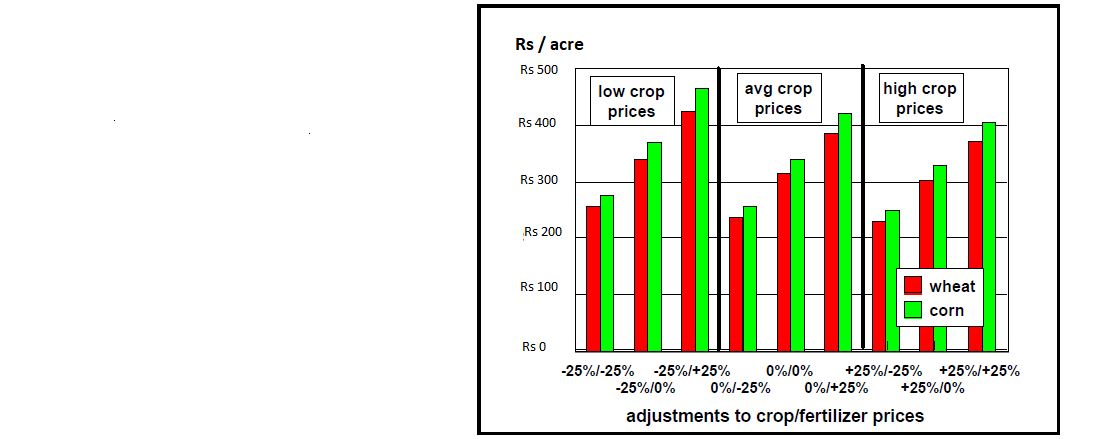 Rs / acre
Rs 500
Rs 400
Rs 300
Rs 200
Rs 100
Rs 0
low crop
prices
avg crop
prices
high crop
prices
wheat
corn
-25%/-25% -25%/+25% 0%/0% +25%/-25% +25%/+25%
-25%/0% 0%/-25% 0%/+25% +25%/0%
adjustments to crop/fertilizer prices